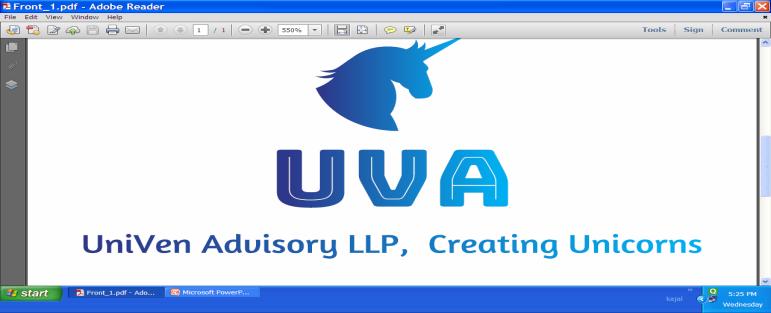 Front_1.pdf - Adobe Reader
File Edit View Window Help
1 / 1 550% Tools Sign Comment
UVA
UniVen Advisory LLP, Creating Unicorns
start Front_1.pdf - Ado... Microsoft PowerP... kajal 5:25 PM
Wednesday